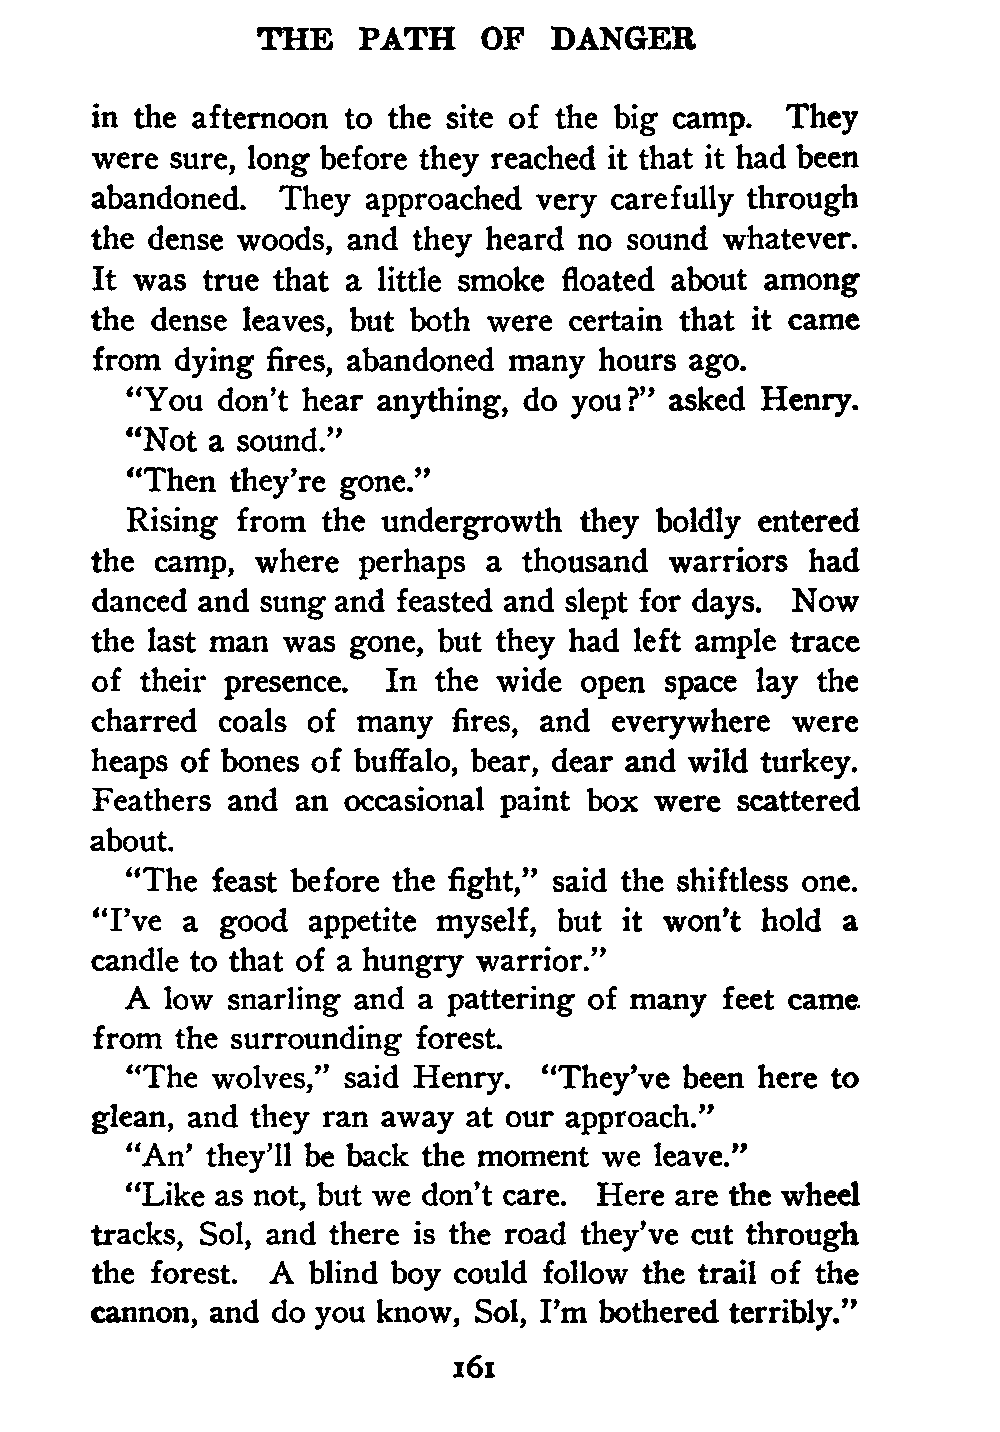 THE PATH OF DANGER
in the afternoon to the site of the big camp. They
were sure, long before they reached it that it had been
abandoned. They approached very carefully through
the dense woods, and they heard no sound whatever.
It was true that a little smoke floated about among
the dense leaves, but both were certain that it came
from dying fires, abandoned many hours ago.
“You don’t hear anything, do you?” asked Henry.
“Not a sound.”
“Then they’re gone.”
Rising from the undergrowth they boldly entered
the camp, where perhaps a thousand warriors had
danced and sung and feasted and slept for days. Now
the last man was gone, but they had left ample trace
of their presence. In the wide open space lay the
charred coals of many fires, and everywhere were
heaps of bones of buffalo, bear, dear and wild turkey.
Feathers and an occasional paint box were scattered
about.
“The feast before the fight,” said the shiftless one.
“I’ve a good appetite myself, but it won’t hold a
candle to that of a hungry warrior.”
A low snarling and a pattering of many feet came
from the surrounding forest.
“The wolves,” said Henry. “They’ve been here to
glean, and they ran away at our approach.”
“An’ they’ll be back the moment we leave.”
“Like as not, but we don’t care. Here are the wheel
tracks, Sol, and there is the road they’ve cut through
the forest. A blind boy could follow the trail of the
cannon, and do you know, Sol, I’m bothered terribly.”
161